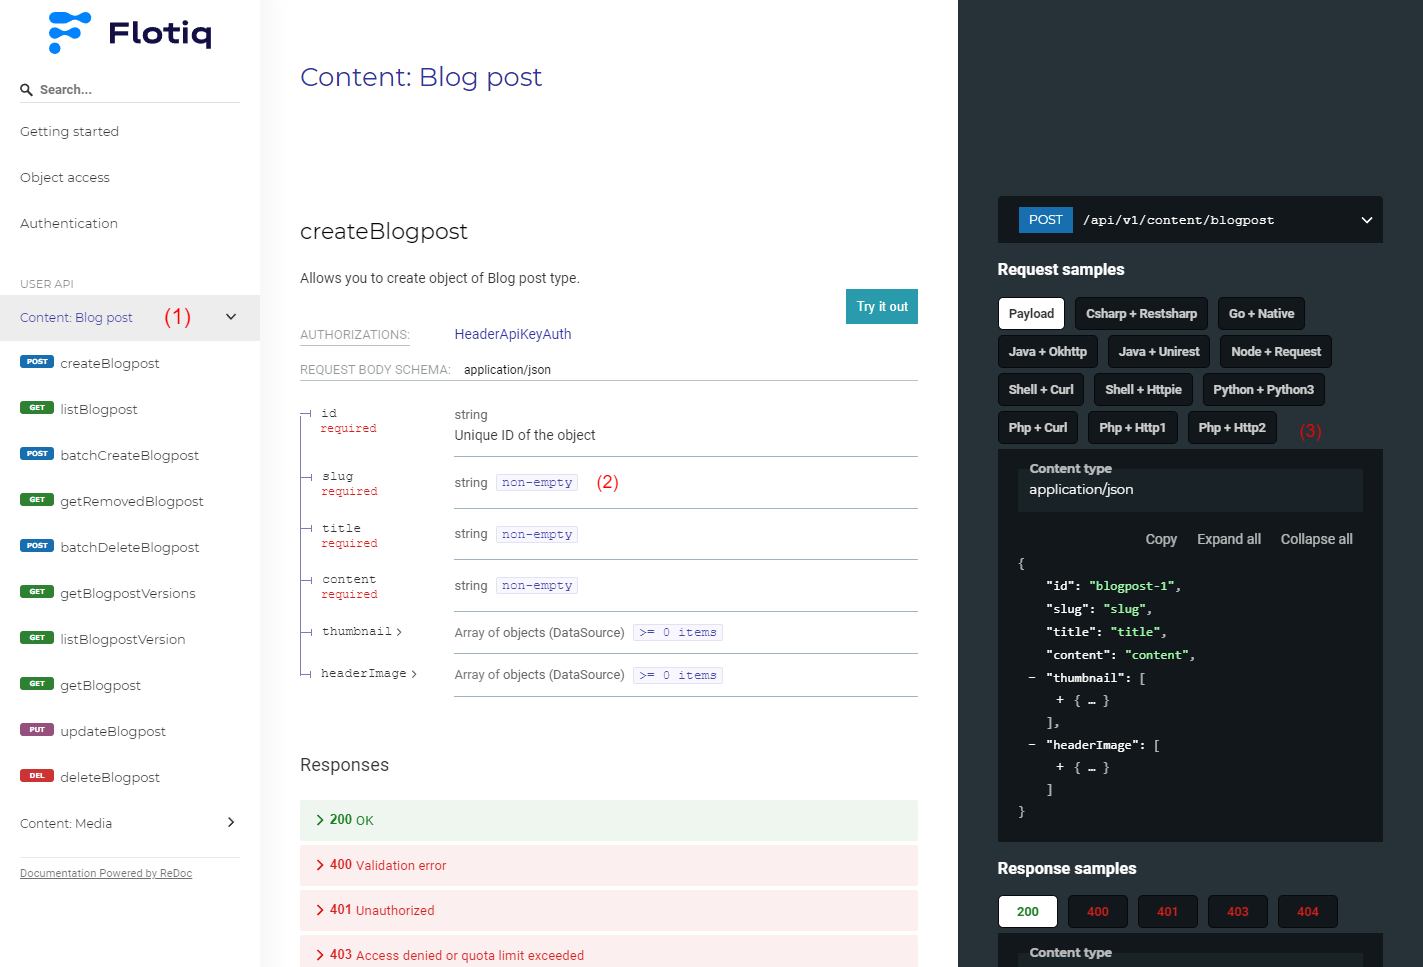 Flotiq
Search...
Getting started
Object access
Authentication
USER API
Content: Blog post (1)
POST createBlogpost
GET listBlogpost
POST batchCreateBlogpost
GET getRemovedBlogpost
POST batchDeleteBlogpost
GET getBlogpostVersions
GET listBlogpostVersion
GET getBlogpost
PUT updateBlogpost
DEL deleteBlogpost
Content: Media
Documentation Powered by ReDoc
Content: Blog post
createBlogpost
Allows you to create object of Blog post type.
Try it out
AUTHORIZATIONS: HeaderApiKeyAuth
REQUEST BODY SCHEMA: application/json
id string
required Unique ID of the object
slug
required string non-empty (2)
title
required string non-empty
content
required string non-empty
thumbnail > Array of objects (DataSource) >= 0 items
headerImage > Array of objects (DataSource) >= 0 items
Responses
> 200 OK
> 400 Validation error
> 401 Unauthorized
> 403 Access denied or quota limit exceeded
POST /api/v1/content/blogpost
Request samples
Payload Csharp + Restsharp Go + Native
Java + Okhttp Java + Unirest Node + Request
Shell + Curl Shell + Httpie Python + Python3
Php + Curl Php + Http1 Php + Http2 (3)
Content type
application/json
Copy Expand all Collapse all
{
"id": "blogpost-1",
"slug": "slug",
"title": "title",
"content": "content",
- "thumbnail": [
+ { … }
],
- "headerImage": [
+ { … }
]
}
Response samples
200 400 401 403 404
Content type